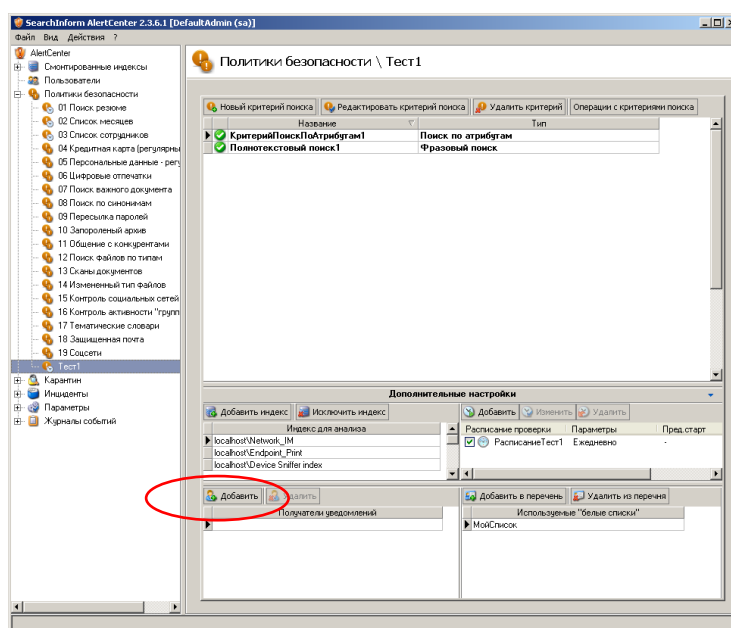 SearchInform AlertCenter 2.3.6.1 [DefaultAdmin (sa)]
Файл Вид Действия ?
AlertCenter
Смонтированные индексы
Пользователи
Политики безопасности
01 Поиск резюме
02 Список месяцев
03 Список сотрудников
04 Кредитная карта (регулярны
05 Персональные данные - рег
06 Цифровые отпечатки
07 Поиск важного документа
08 Поиск по синонимам
09 Пересылка паролей
10 Запороленый архив
11 Общение с конкурентами
12 Поиск файлов по типам
13 Сканы документов
14 Измененный тип файлов
15 Контроль социальных сетей
16 Контроль активности "групп
17 Тематические словари
18 Защищенная почта
19 Соцсети
Тест1
Карантин
Инциденты
Параметры
Журналы событий
Политики безопасности \ Тест1
Новый критерий поиска Редактировать критерий поиска Удалить критерий Операции с критериями поиска
Название Тип
КритерийПоискПоАтрибутам1 Поиск по атрибутам
Полнотекстовый поиск1 Фразовый поиск
Дополнительные настройки
Добавить индекс Исключить индекс
Индекс для анализа
localhost\Network_IM
localhost\Endpoint_Print
localhost\Device Sniffer index
Добавить Изменить Удалить
Расписание проверки Параметры Пред.старт
РасписаниеТест1 Ежедневно -
Добавить Удалить
Получатели уведомлений
Добавить в перечень Удалить из перечня
Используемые "белые списки"
МойСписок